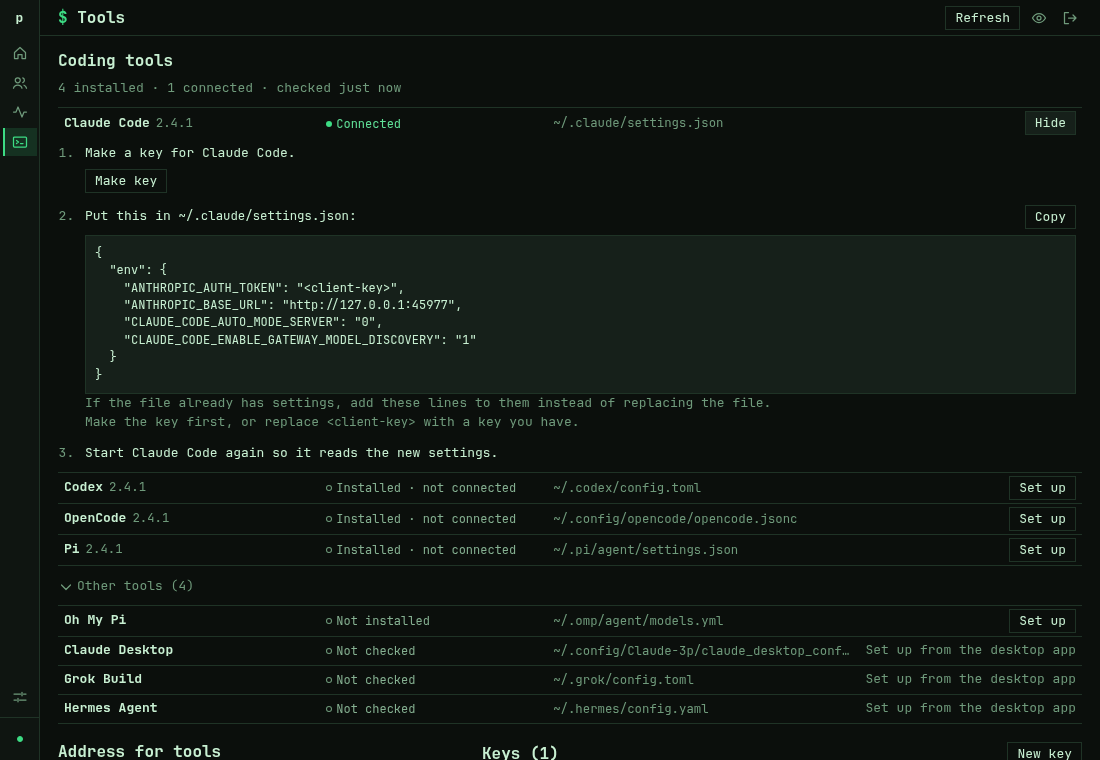 p
$ Tools
Refresh
Coding tools
4 installed · 1 connected · checked just now
Claude Code 2.4.1 Connected ~/.claude/settings.json Hide
1. Make a key for Claude Code.
Make key
2. Put this in ~/.claude/settings.json: Copy
{
  "env": {
    "ANTHROPIC_AUTH_TOKEN": "<client-key>",
    "ANTHROPIC_BASE_URL": "http://127.0.0.1:45977",
    "CLAUDE_CODE_AUTO_MODE_SERVER": "0",
    "CLAUDE_CODE_ENABLE_GATEWAY_MODEL_DISCOVERY": "1"
  }
}
If the file already has settings, add these lines to them instead of replacing the file.
Make the key first, or replace <client-key> with a key you have.
3. Start Claude Code again so it reads the new settings.
Codex 2.4.1 Installed · not connected ~/.codex/config.toml Set up
OpenCode 2.4.1 Installed · not connected ~/.config/opencode/opencode.jsonc Set up
Pi 2.4.1 Installed · not connected ~/.pi/agent/settings.json Set up
Other tools (4)
Oh My Pi Not installed ~/.omp/agent/models.yml Set up
Claude Desktop Not checked ~/.config/Claude-3p/claude_desktop_conf… Set up from the desktop app
Grok Build Not checked ~/.grok/config.toml Set up from the desktop app
Hermes Agent Not checked ~/.hermes/config.yaml Set up from the desktop app
Address for tools Keys (1) New key